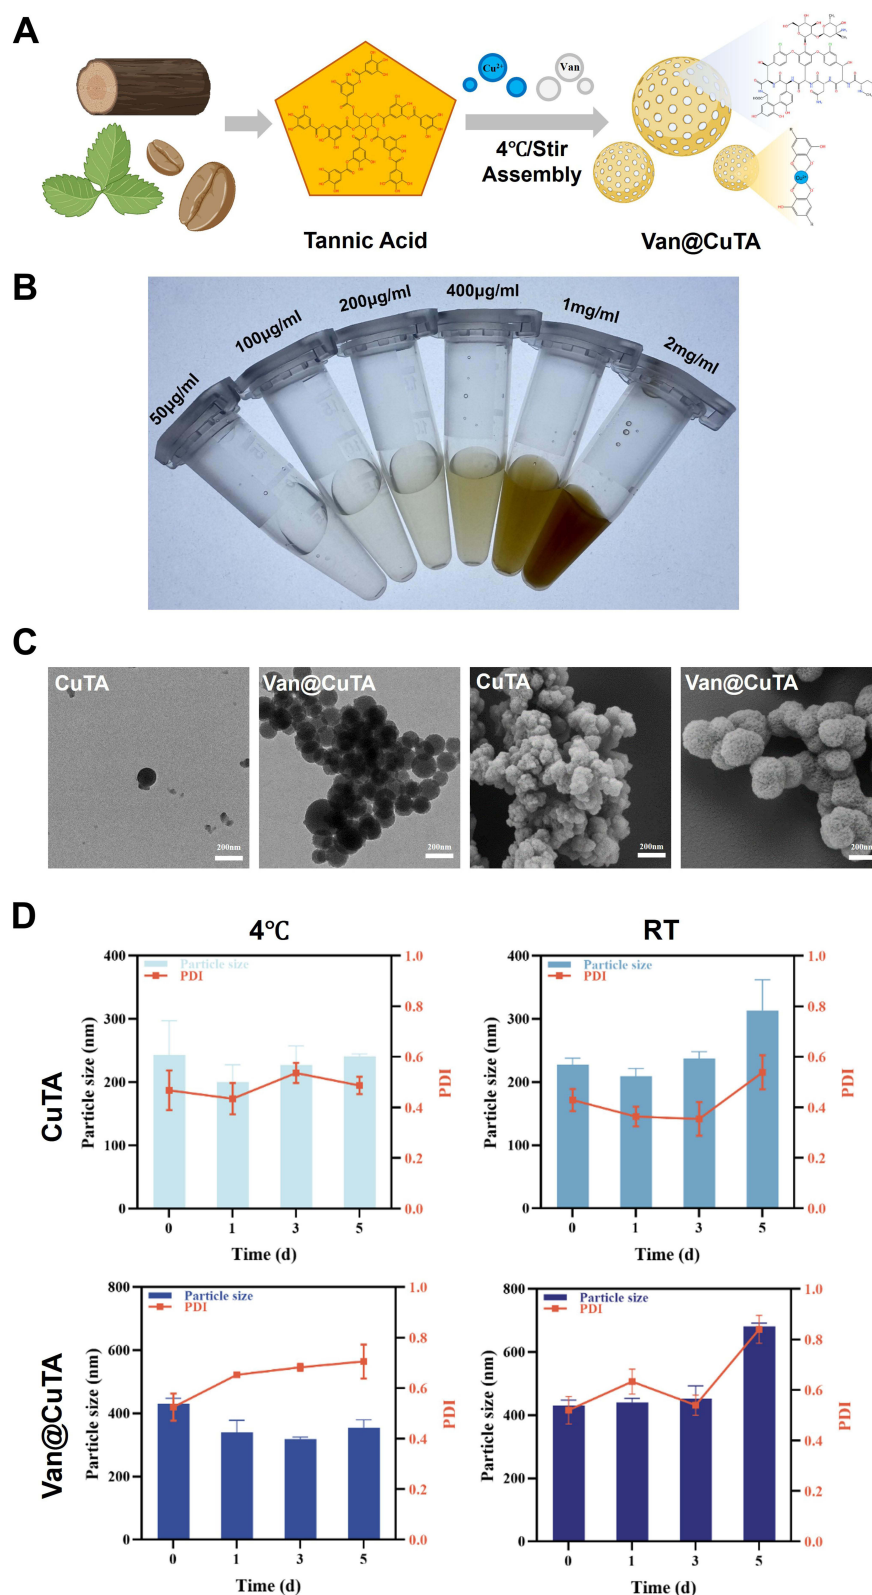 A
Cu²⁺
Van
4℃/Stir
Assembly
Tannic Acid
Van@CuTA
B
50μg/ml
100μg/ml
200μg/ml
400μg/ml
1mg/ml
2mg/ml
C
CuTA
Van@CuTA
CuTA
Van@CuTA
200nm
200nm
200nm
200nm
D
4℃
RT
CuTA
Particle size
PDI
Particle size (nm)
400
300
200
100
0
1.0
0.8
0.6
0.4
0.2
0.0
PDI
0 1 3 5
Time (d)
Particle size
PDI
Particle size (nm)
400
300
200
100
0
1.0
0.8
0.6
0.4
0.2
0.0
PDI
0 1 3 5
Time (d)
Van@CuTA
Particle size
PDI
Particle size (nm)
800
600
400
200
0
1.0
0.8
0.6
0.4
0.2
0.0
PDI
0 1 3 5
Time (d)
Particle size
PDI
Particle size (nm)
800
600
400
200
0
1.0
0.8
0.6
0.4
0.2
0.0
PDI
0 1 3 5
Time (d)